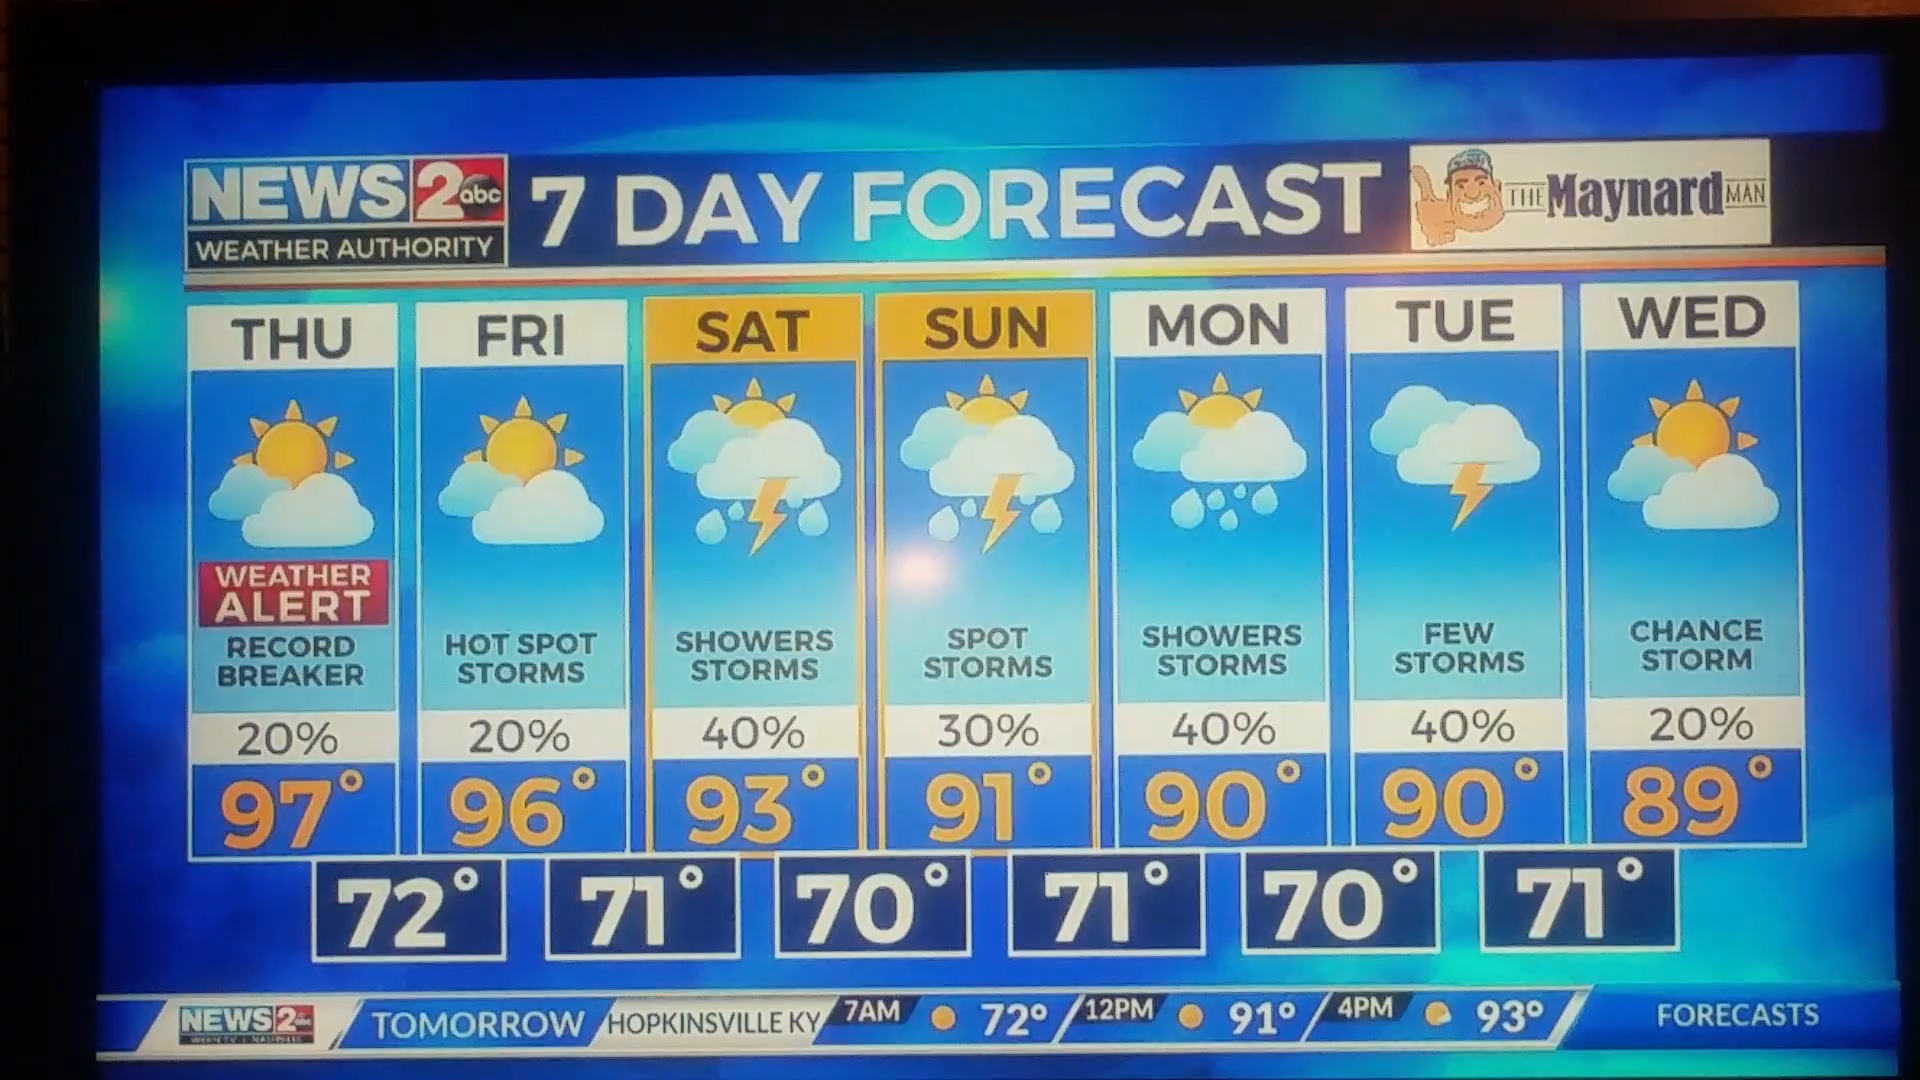 NEWS 2 abc
WEATHER AUTHORITY
7 DAY FORECAST
THE Maynard MAN
THU
WEATHER
ALERT
RECORD
BREAKER
20%
97°
FRI
HOT SPOT
STORMS
20%
96°
SAT
SHOWERS
STORMS
40%
93°
SUN
SPOT
STORMS
30%
91°
MON
SHOWERS
STORMS
40%
90°
TUE
FEW
STORMS
40%
90°
WED
CHANCE
STORM
20%
89°
72° 71° 70° 71° 70° 71°
NEWS 2 abc
TOMORROW HOPKINSVILLE KY 7AM 72° 12PM 91° 4PM 93° FORECASTS